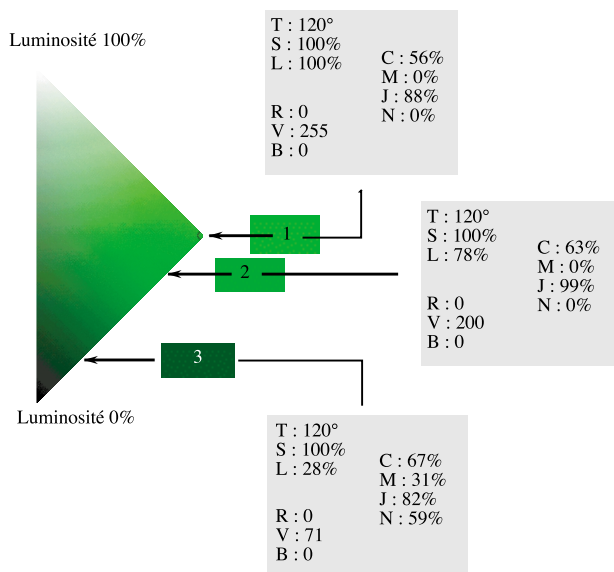 Luminosité 100%
T : 120°
S : 100%
L : 100%
R : 0
V : 255
B : 0
C : 56%
M : 0%
J : 88%
N : 0%
1
2
T : 120°
S : 100%
L : 78%
R : 0
V : 200
B : 0
C : 63%
M : 0%
J : 99%
N : 0%
3
Luminosité 0%
T : 120°
S : 100%
L : 28%
R : 0
V : 71
B : 0
C : 67%
M : 31%
J : 82%
N : 59%